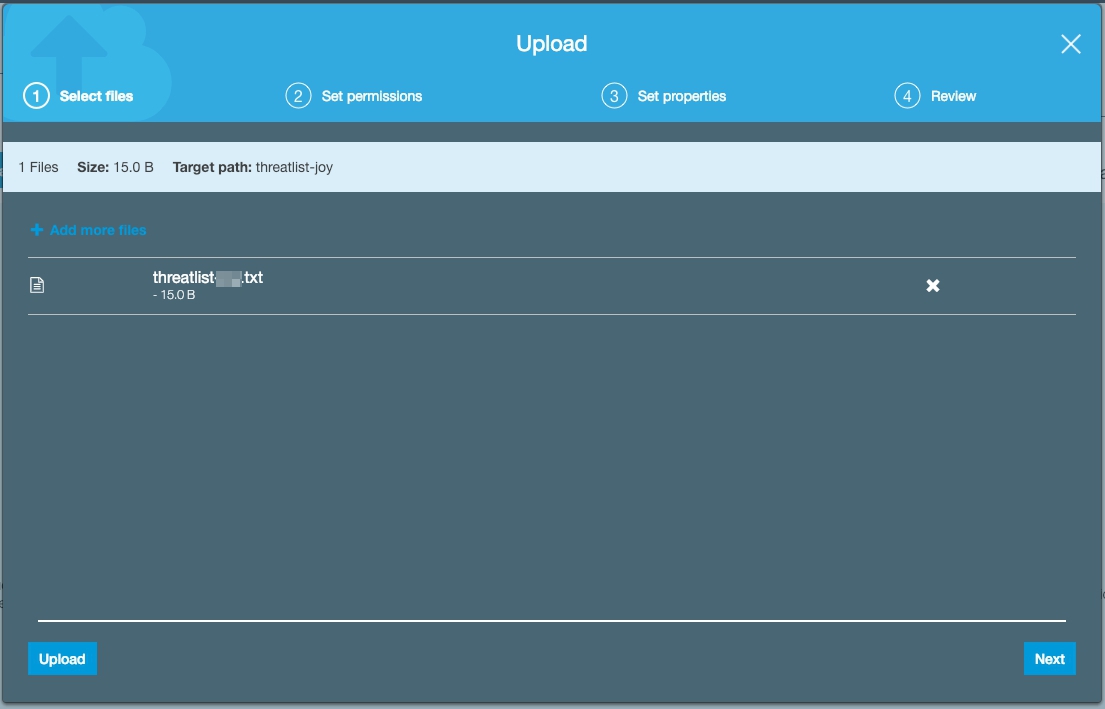 Upload
1 Select files
2 Set permissions
3 Set properties
4 Review
1 Files Size: 15.0 B Target path: threatlist-joy
+ Add more files
threatlist- .txt
- 15.0 B
Upload
Next